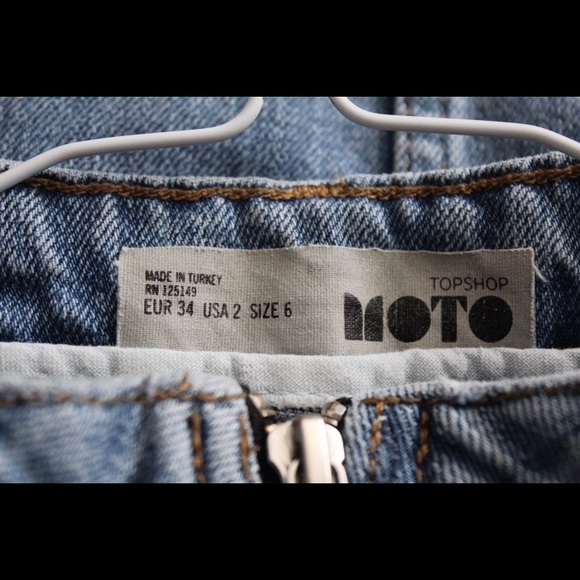 MADE IN TURKEY
RN 125149
EUR 34 USA 2 SIZE 6
TOPSHOP
MOTO